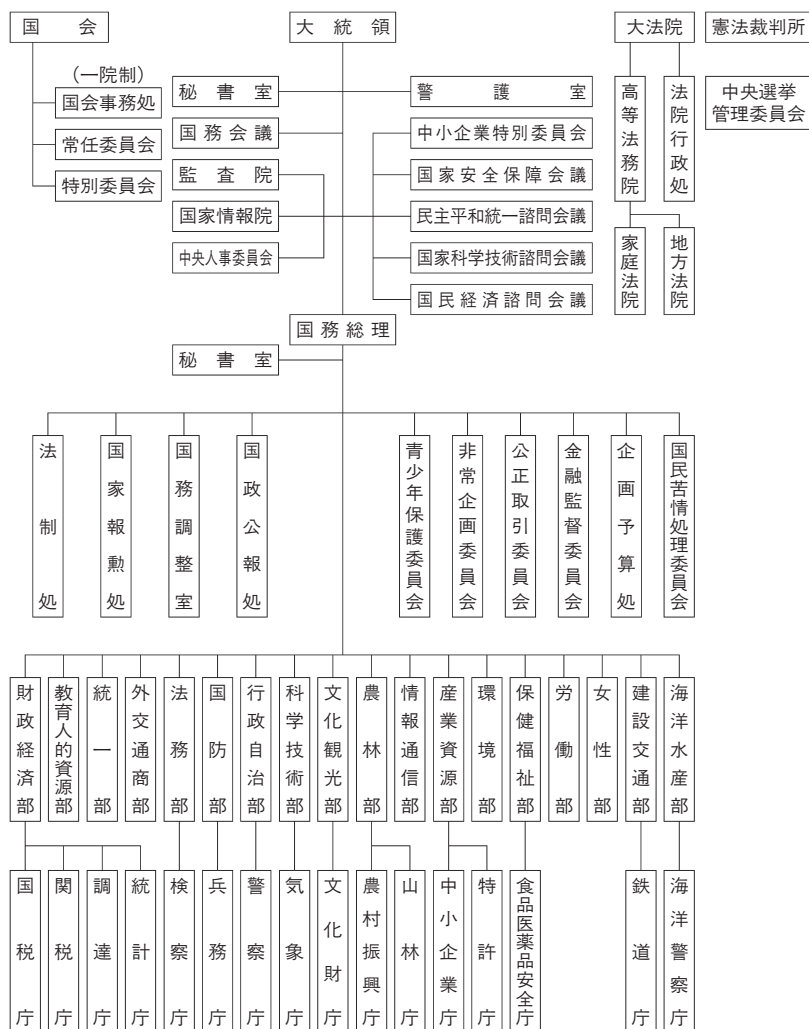 国会
大統領
大法院
憲法裁判所
(一院制)
国会事務処
常任委員会
特別委員会
秘書室
国務会議
監査院
国家情報院
中央人事委員会
警護室
中小企業特別委員会
国家安全保障会議
民主平和統一諮問会議
国家科学技術諮問会議
国民経済諮問会議
高等法務院
法院行政処
家庭法院
地方法院
中央選挙
管理委員会
国務総理
秘書室
法制処
国家報勲処
国務調整室
国政公報処
青少年保護委員会
非常企画委員会
公正取引委員会
金融監督委員会
企画予算処
国民苦情処理委員会
財政経済部
教育人的資源部
統一部
外交通商部
法務部
国防部
行政自治部
科学技術部
文化観光部
農林部
情報通信部
産業資源部
環境部
保健福祉部
労働部
女性部
建設交通部
海洋水産部
国税庁
関税庁
調達庁
統計庁
検察庁
兵務庁
警察庁
気象庁
文化財庁
農村振興庁
山林庁
中小企業庁
特許庁
食品医薬品安全庁
鉄道庁
海洋警察庁